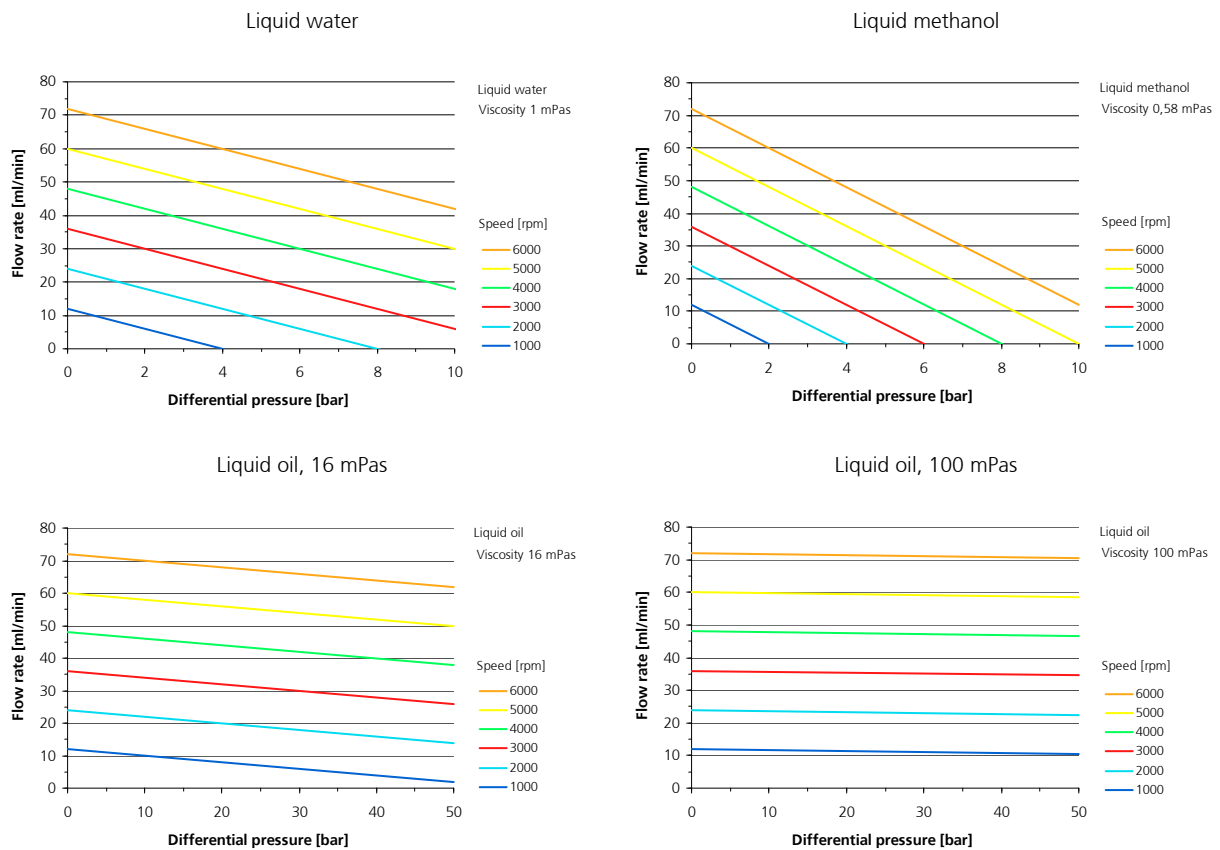 Liquid water
Liquid water
Viscosity 1 mPas
Flow rate [ml/min]
80
70
60
50
40
30
20
10
0
0 2 4 6 8 10
Differential pressure [bar]
Speed [rpm]
6000
5000
4000
3000
2000
1000
Liquid methanol
Liquid methanol
Viscosity 0,58 mPas
Flow rate [ml/min]
80
70
60
50
40
30
20
10
0
0 2 4 6 8 10
Differential pressure [bar]
Speed [rpm]
6000
5000
4000
3000
2000
1000
Liquid oil, 16 mPas
Liquid oil
Viscosity 16 mPas
Flow rate [ml/min]
80
70
60
50
40
30
20
10
0
0 10 20 30 40 50
Differential pressure [bar]
Speed [rpm]
6000
5000
4000
3000
2000
1000
Liquid oil, 100 mPas
Liquid oil
Viscosity 100 mPas
Flow rate [ml/min]
80
70
60
50
40
30
20
10
0
0 10 20 30 40 50
Differential pressure [bar]
Speed [rpm]
6000
5000
4000
3000
2000
1000